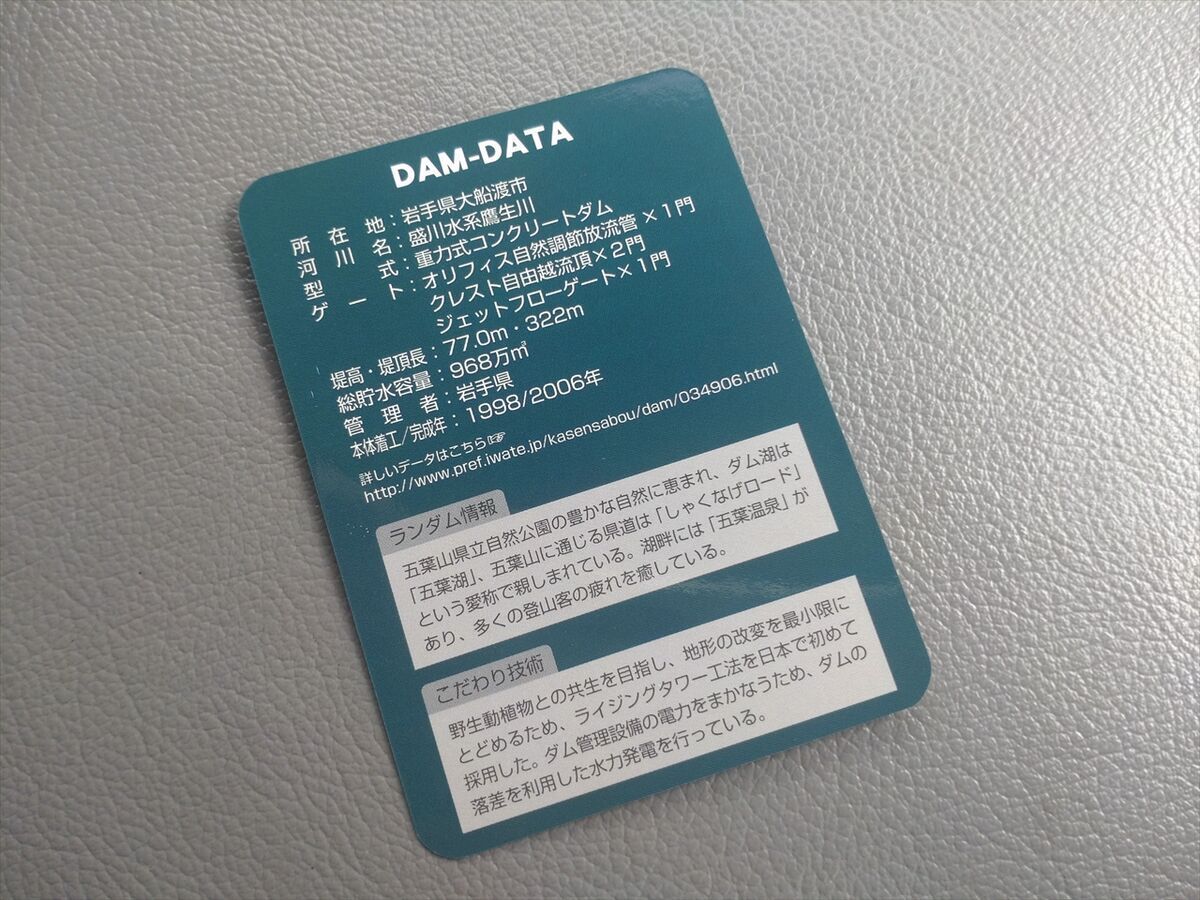 DAM-DATA
所在地：岩手県大船渡市
河川名：盛川水系鷹生川
型式：重力式コンクリートダム
ゲート：オリフィス自然調節放流管×1門
クレスト自由越流頂×2門
ジェットフローゲート×1門
堤高・堤頂長：77.0m・322m
総貯水容量：968万㎥
管理者：岩手県
本体着工／完成年：1998/2006年
詳しいデータはこちら☞
http://www.pref.iwate.jp/kasensabou/dam/034906.html
ランダム情報
五葉山県立自然公園の豊かな自然に恵まれ、ダム湖は
「五葉湖」、五葉山に通じる県道は「しゃくなげロード」
という愛称で親しまれている。湖畔には「五葉温泉」が
あり、多くの登山客の疲れを癒している。
こだわり技術
野生動植物との共生を目指し、地形の改変を最小限に
とどめるため、ライジングタワー工法を日本で初めて
採用した。ダム管理設備の電力をまかなうため、ダムの
落差を利用した水力発電を行っている。